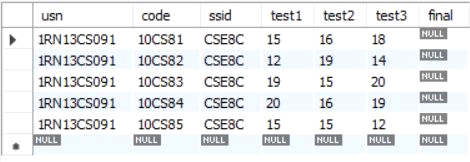 usn code ssid test1 test2 test3 final
1RN13CS091 10CS81 CSE8C 15 16 18 NULL
1RN13CS091 10CS82 CSE8C 12 19 14 NULL
1RN13CS091 10CS83 CSE8C 19 15 20 NULL
1RN13CS091 10CS84 CSE8C 20 16 19 NULL
1RN13CS091 10CS85 CSE8C 15 15 12 NULL
NULL NULL NULL NULL NULL NULL NULL